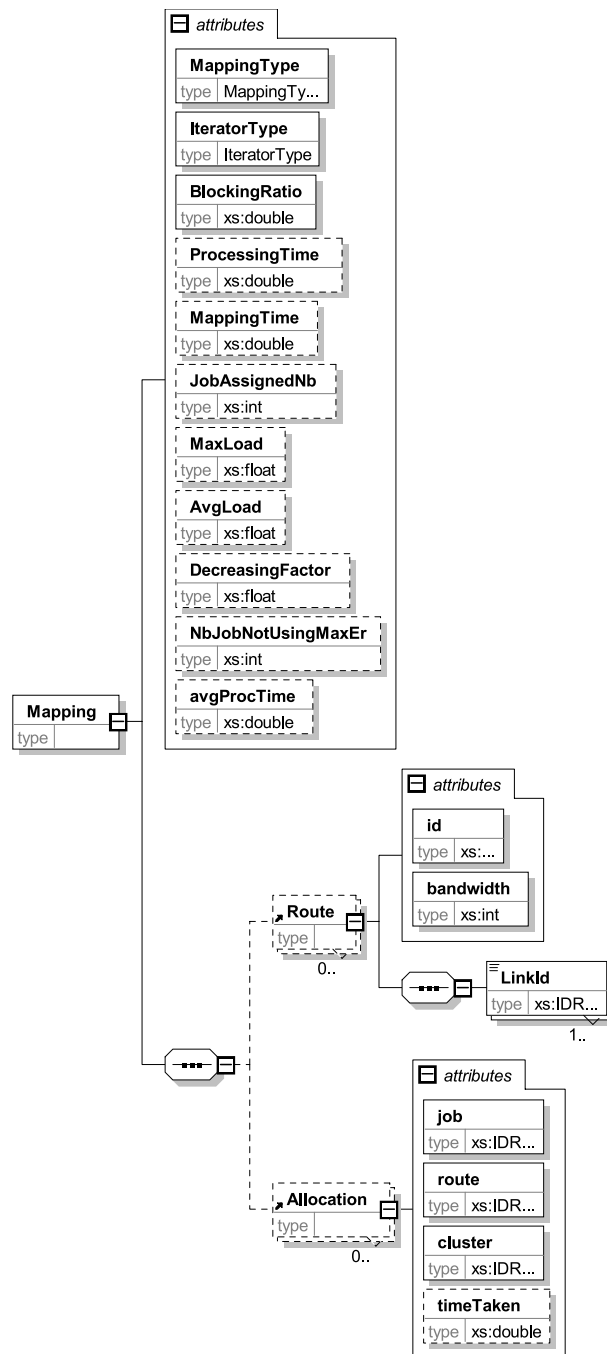 attributes
MappingType
type MappingTy...
IteratorType
type IteratorType
BlockingRatio
type xs:double
ProcessingTime
type xs:double
MappingTime
type xs:double
JobAssignedNb
type xs:int
MaxLoad
type xs:float
AvgLoad
type xs:float
DecreasingFactor
type xs:float
NbJobNotUsingMaxEr
type xs:int
avgProcTime
type xs:double
Mapping
type
attributes
id
type xs:...
bandwidth
type xs:int
Route
type
0..
LinkId
type xs:IDR...
1..
attributes
job
type xs:IDR...
route
type xs:IDR...
cluster
type xs:IDR...
timeTaken
type xs:double
Allocation
type
0..